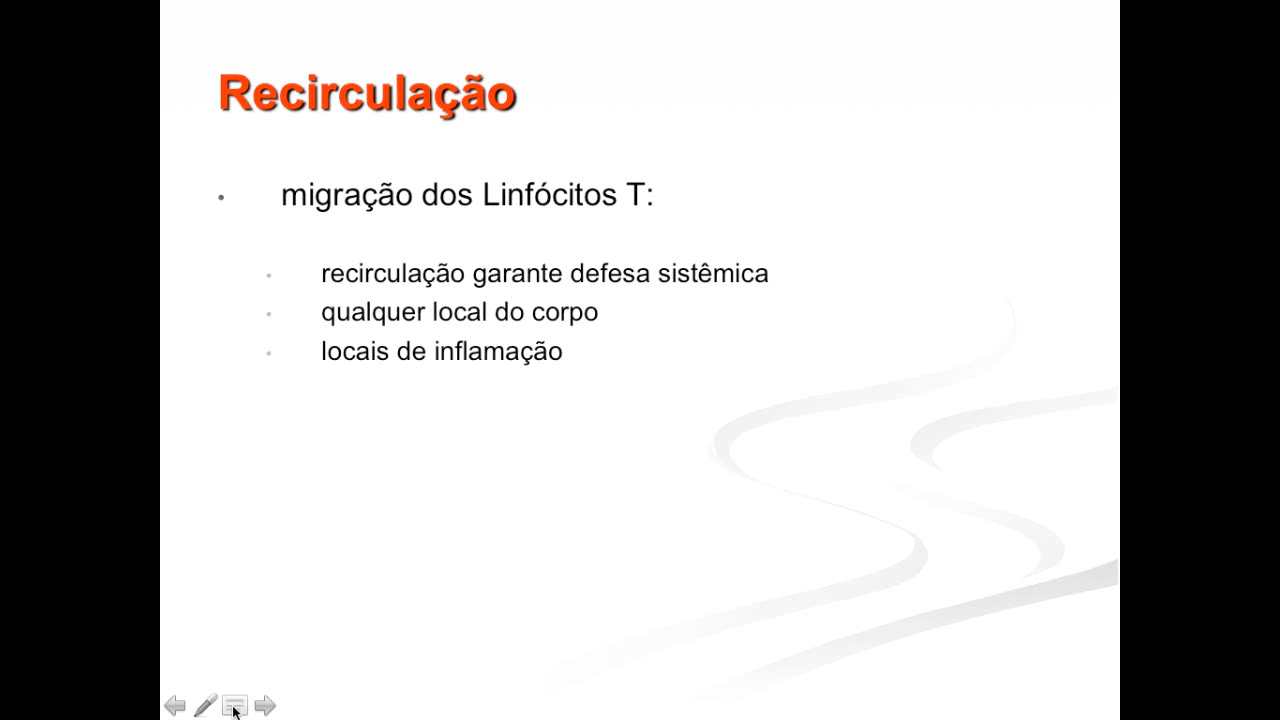 Recirculação
migração dos Linfócitos T:
recirculação garante defesa sistêmica
qualquer local do corpo
locais de inflamação